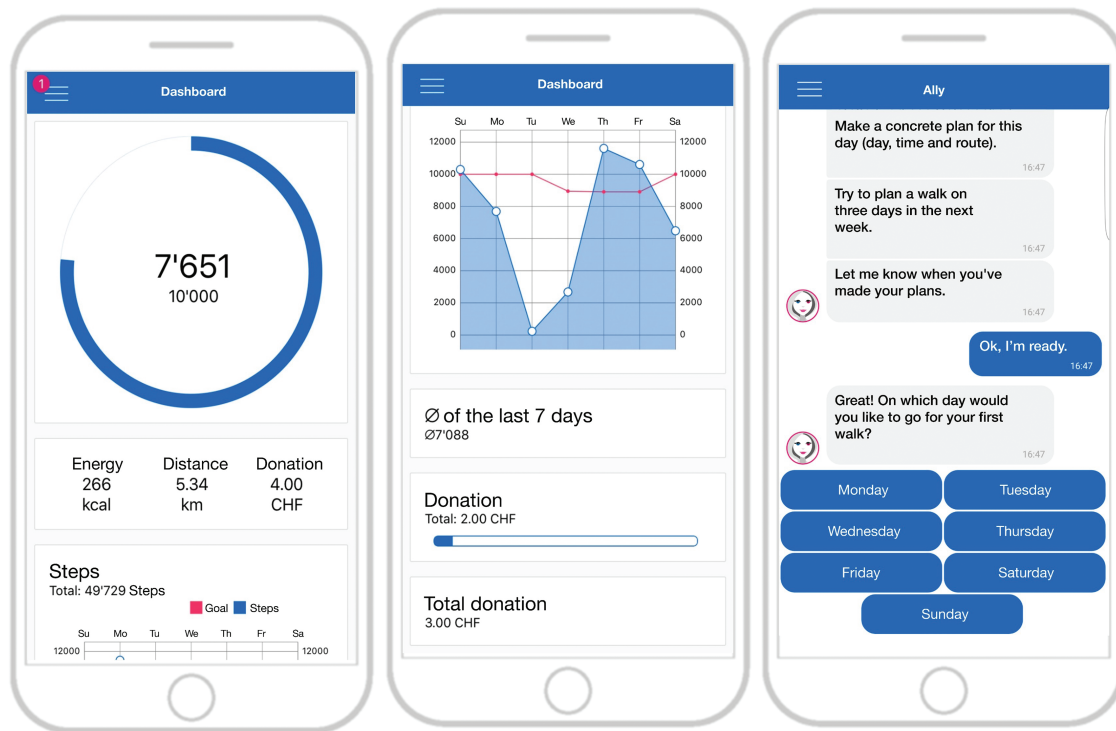 1
Dashboard
7'651
10'000
Energy
266
kcal
Distance
5.34
km
Donation
4.00
CHF
Steps
Total: 49'729 Steps
Goal Steps
Su Mo Tu We Th Fr Sa
12000 12000
Dashboard
Su Mo Tu We Th Fr Sa
12000 12000
10000 10000
8000 8000
6000 6000
4000 4000
2000 2000
0 0
Ø of the last 7 days
Ø7'088
Donation
Total: 2.00 CHF
Total donation
3.00 CHF
Ally
Make a concrete plan for this
day (day, time and route).
16:47
Try to plan a walk on
three days in the next
week.
16:47
Let me know when you've
made your plans.
16:47
Ok, I'm ready.
16:47
Great! On which day would
you like to go for your first
walk?
16:47
Monday Tuesday
Wednesday Thursday
Friday Saturday
Sunday